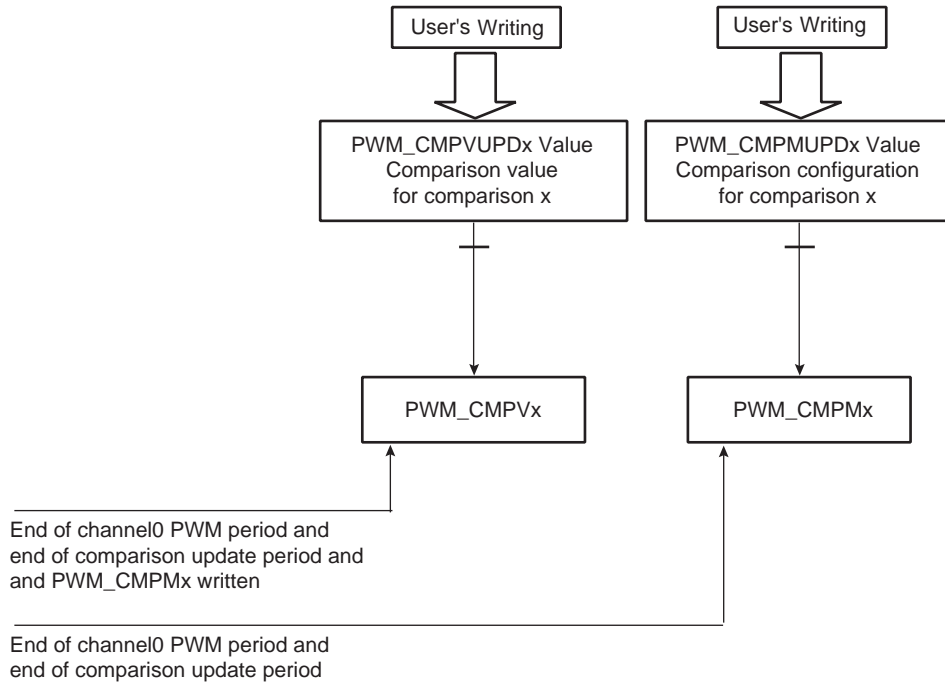 User's Writing
User's Writing
PWM_CMPVUPDx Value
Comparison value
for comparison x
PWM_CMPMUPDx Value
Comparison configuration
for comparison x
PWM_CMPVx
PWM_CMPMx
End of channel0 PWM period and
end of comparison update period and
and PWM_CMPMx written
End of channel0 PWM period and
end of comparison update period